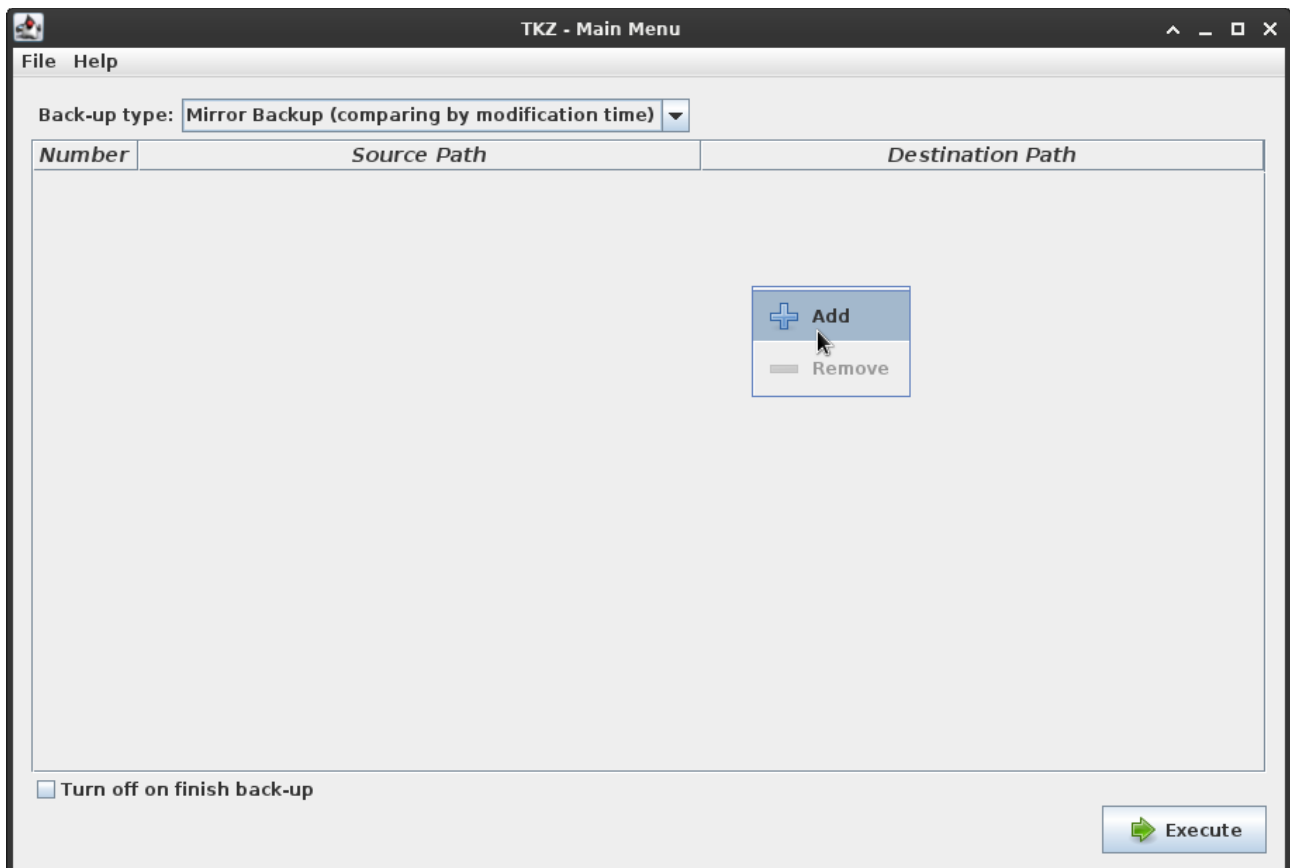 TKZ - Main Menu
File Help
Back-up type: Mirror Backup (comparing by modification time)
Number Source Path Destination Path
Add
Remove
Turn off on finish back-up
Execute